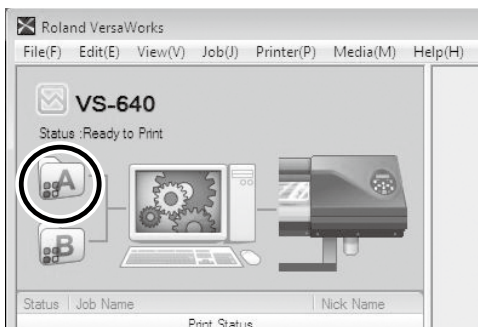 Roland VersaWorks
File(F) Edit(E) View(V) Job(J) Printer(P) Media(M) Help(H)
VS-640
Status :Ready to Print
A
B
Status Job Name Nick Name
Print Status